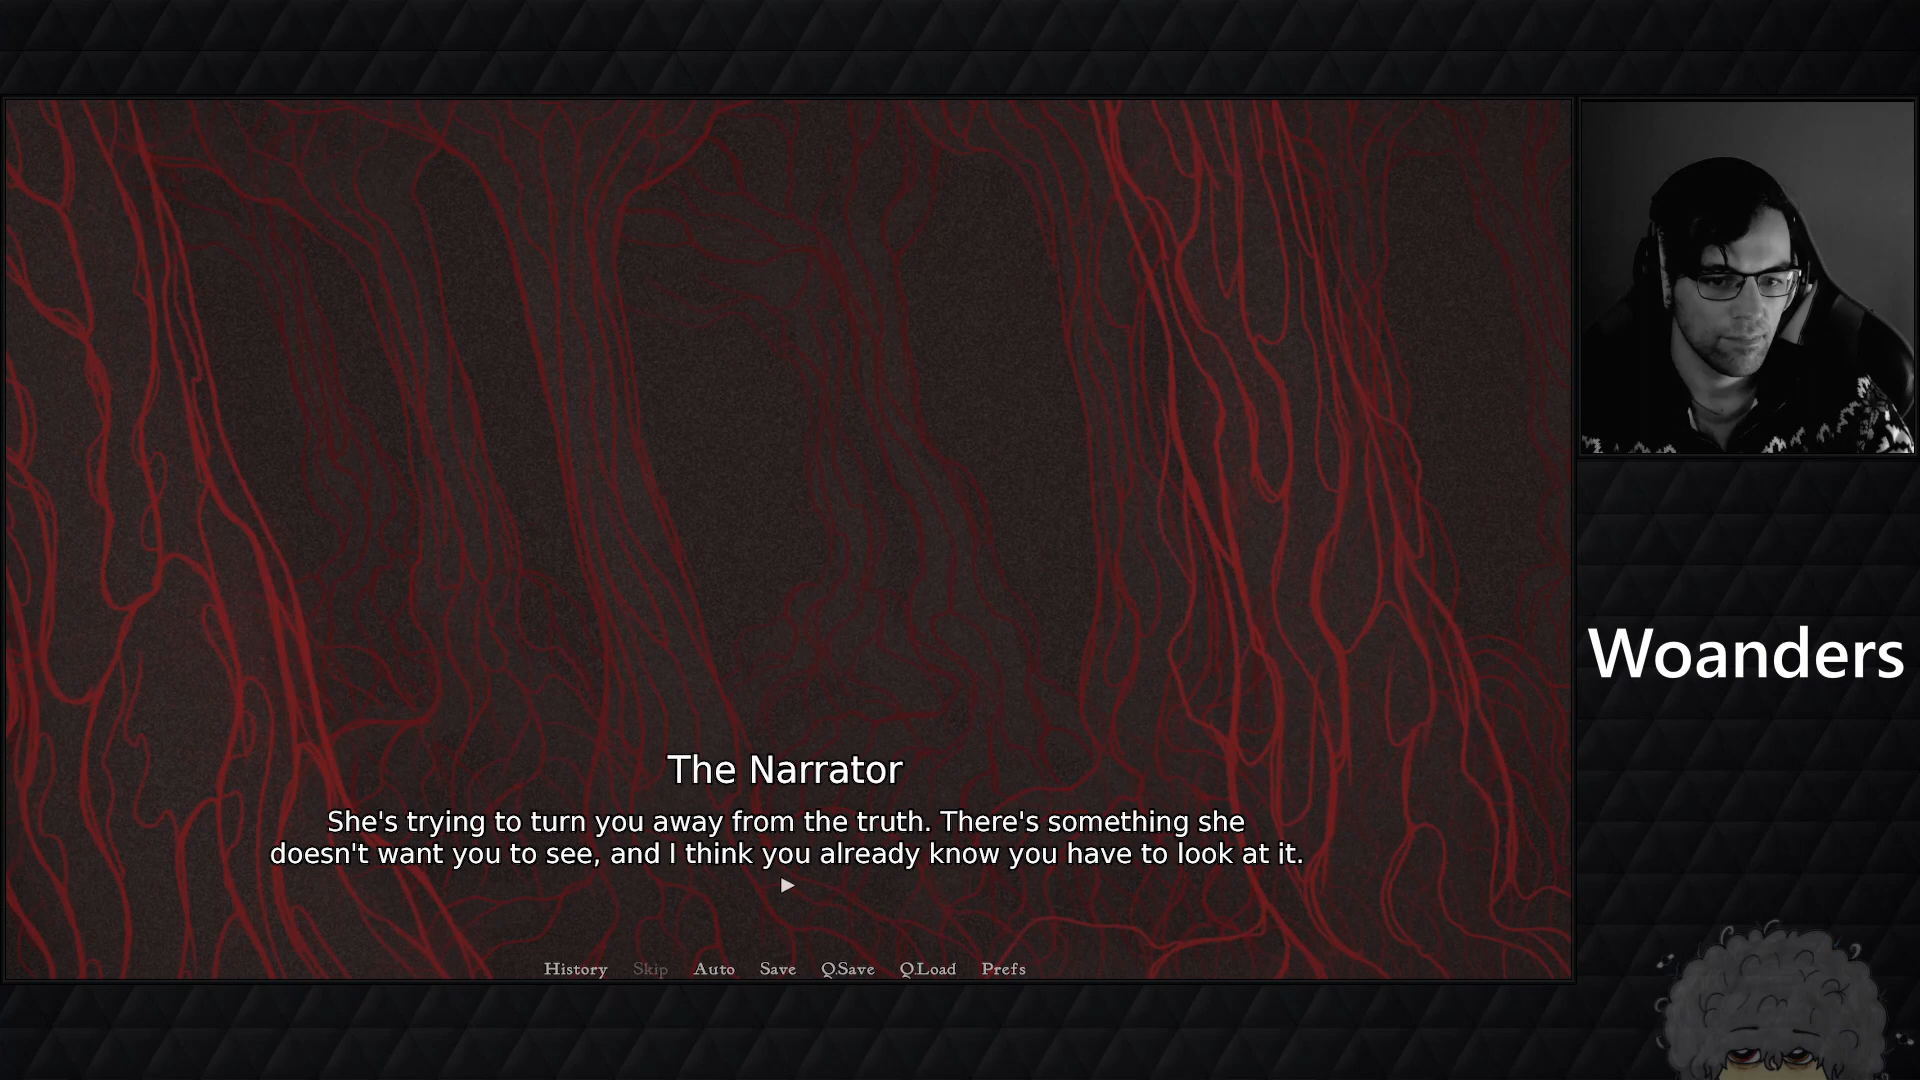 Woanders
The Narrator
She's trying to turn you away from the truth. There's something she
doesn't want you to see, and I think you already know you have to look at it.
History Skip Auto Save Q.Save Q.Load Prefs